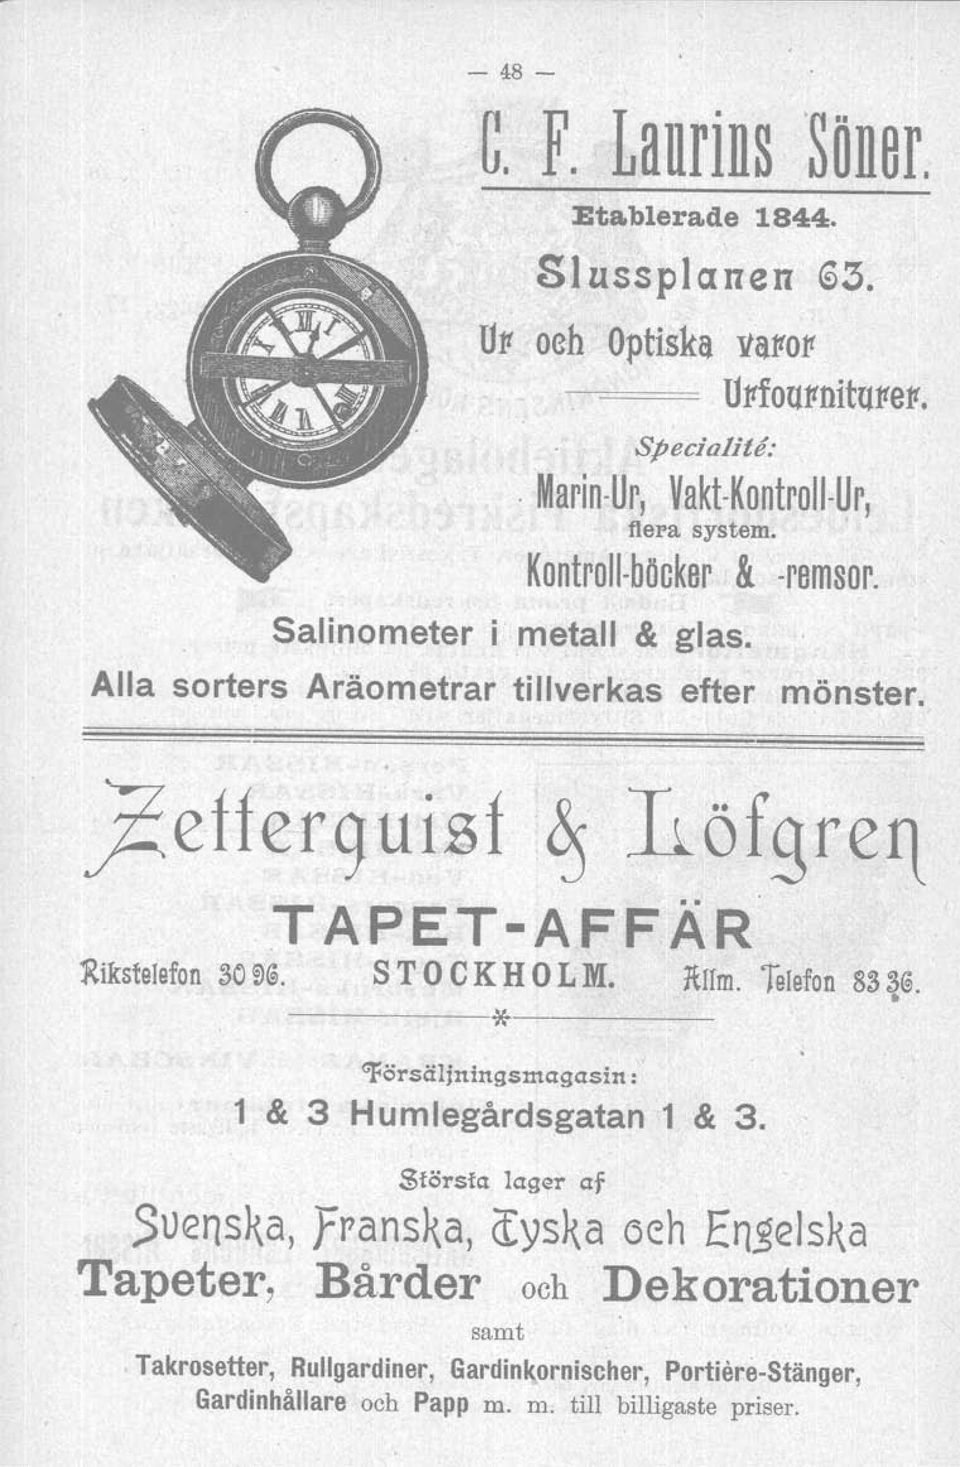 — 48 —
C. F. Laurins Söner.
Etablerade 1844.
Slussplanen 63.
Ur och Optiska varor
Urfourniturer.
Specialité:
Marin-Ur, Vakt-Kontroll-Ur,
flera system.
Kontroll-böcker & -remsor.
Salinometer i metall & glas.
Alla sorters Aräometrar tillverkas efter mönster.
Zetterquist & Löfgren
TAPET-AFFÄR
Rikstelefon 30 96. STOCKHOLM. Allm. Telefon 83 36.
Försäljningsmagasin:
1 & 3 Humlegårdsgatan 1 & 3.
Största lager af
Svenska, Franska, Tyska och Engelska
Tapeter, Bårder och Dekorationer
samt
Takrosetter, Rullgardiner, Gardinkornischer, Portière-Stänger,
Gardinhållare och Papp m. m. till billigaste priser.